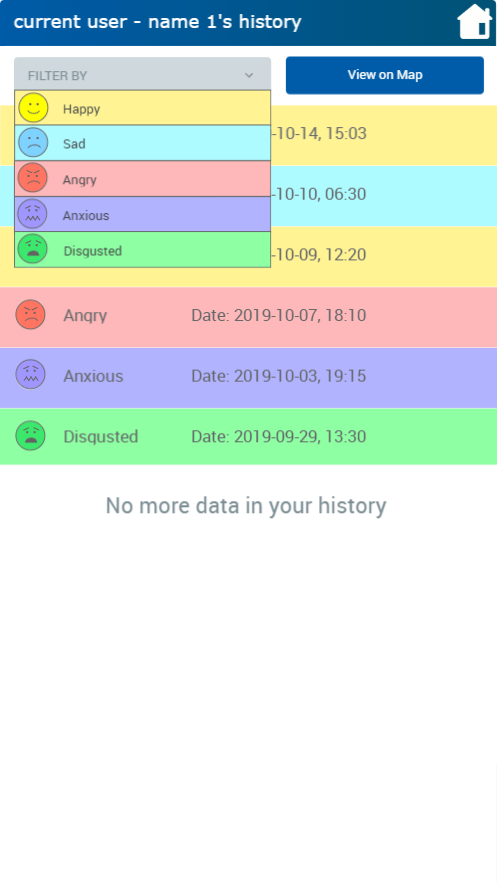 current user - name 1's history
FILTER BY
View on Map
Happy
-10-14, 15:03
Sad
Angry
-10-10, 06:30
Anxious
Disgusted
-10-09, 12:20
Angry Date: 2019-10-07, 18:10
Anxious Date: 2019-10-03, 19:15
Disgusted Date: 2019-09-29, 13:30
No more data in your history